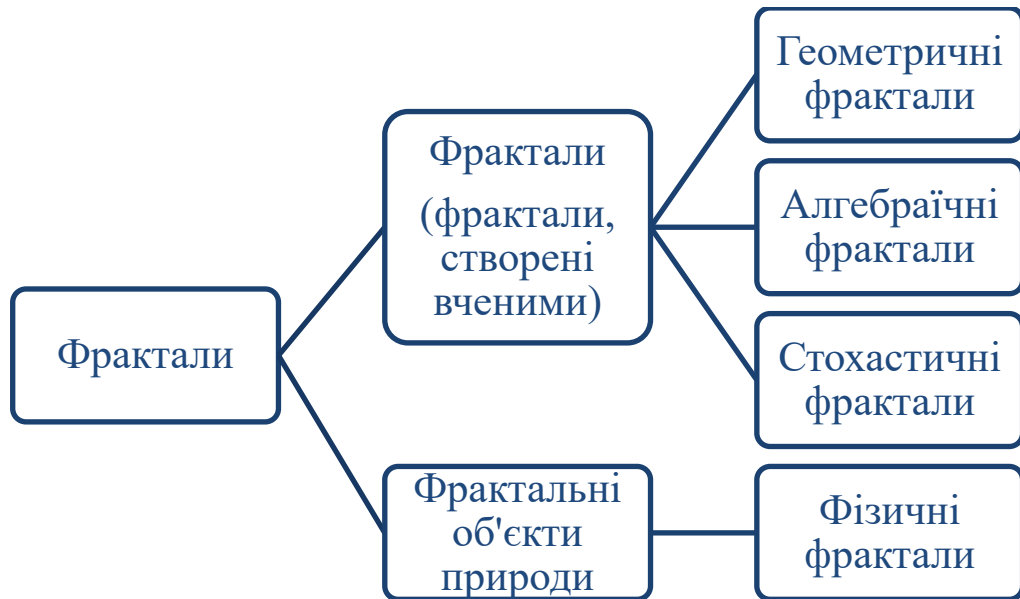 Фрактали
Фрактали
(фрактали,
створені
вченими)
Геометричні
фрактали
Алгебраїчні
фрактали
Стохастичні
фрактали
Фрактальні
об'єкти
природи
Фізичні
фрактали